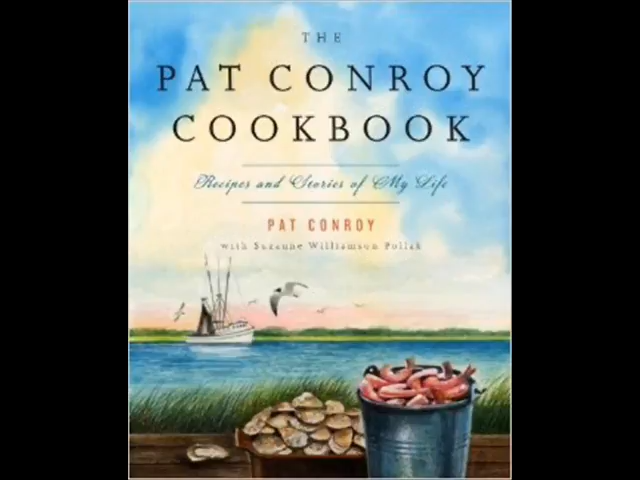 THE
PAT CONROY
COOKBOOK
Recipes and Stories of My Life
PAT CONROY
with Suzanne Williamson Pollak